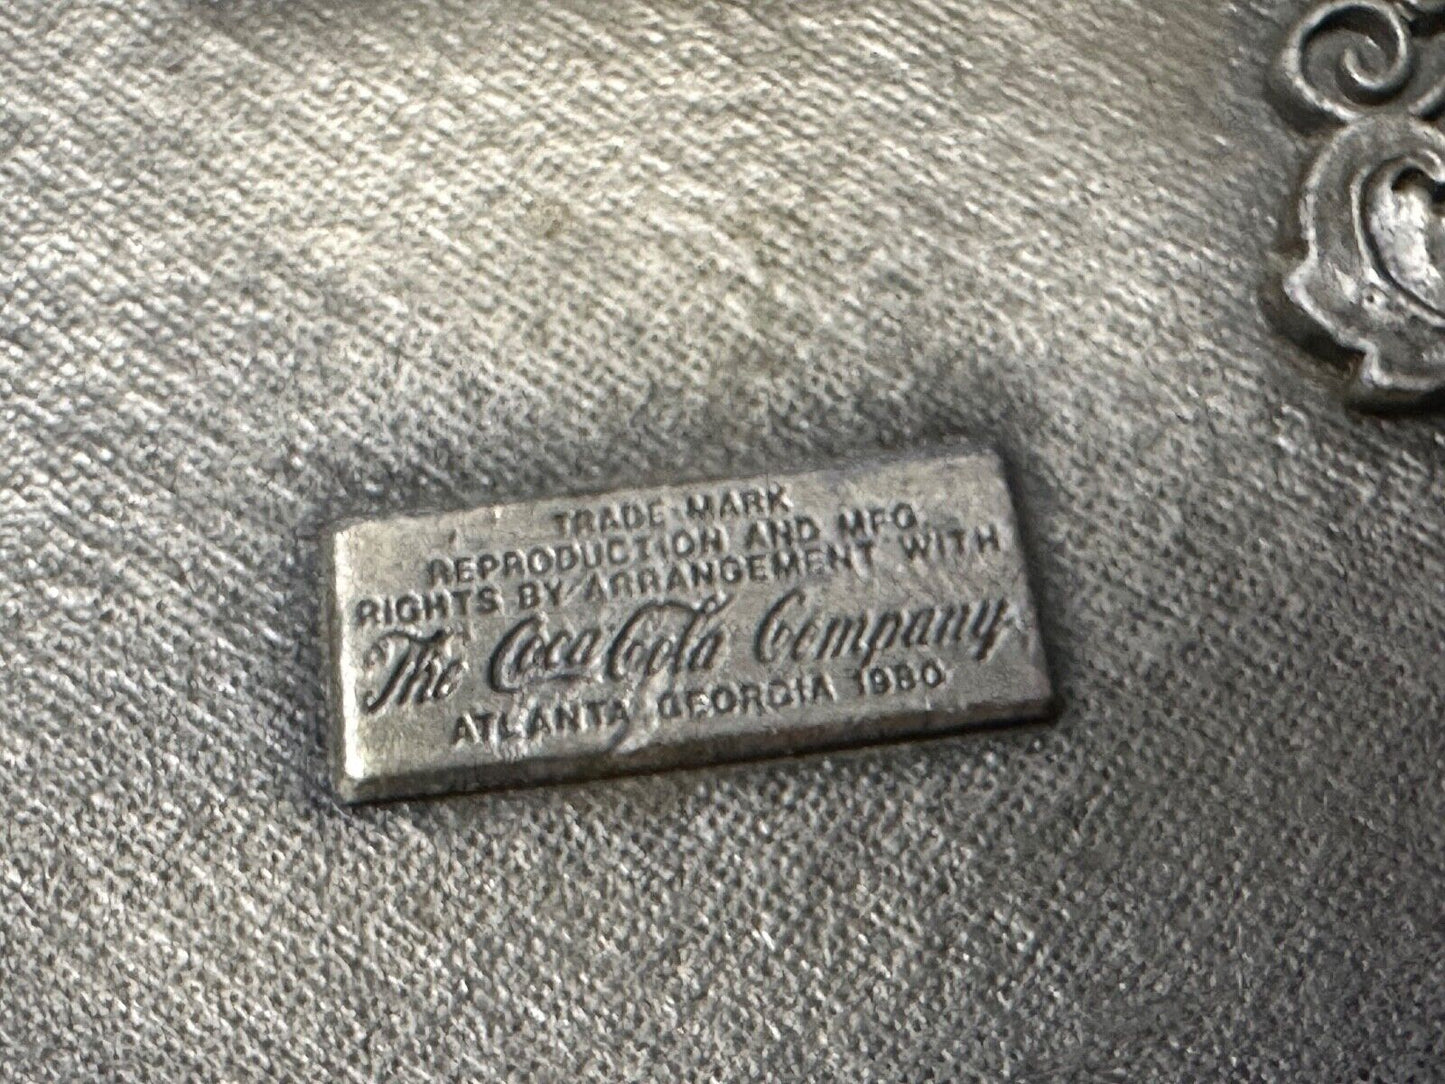 TRADE MARK
REPRODUCTION AND MFG.
RIGHTS BY ARRANGEMENT WITH
The Coca-Cola Company
ATLANTA GEORGIA 1980